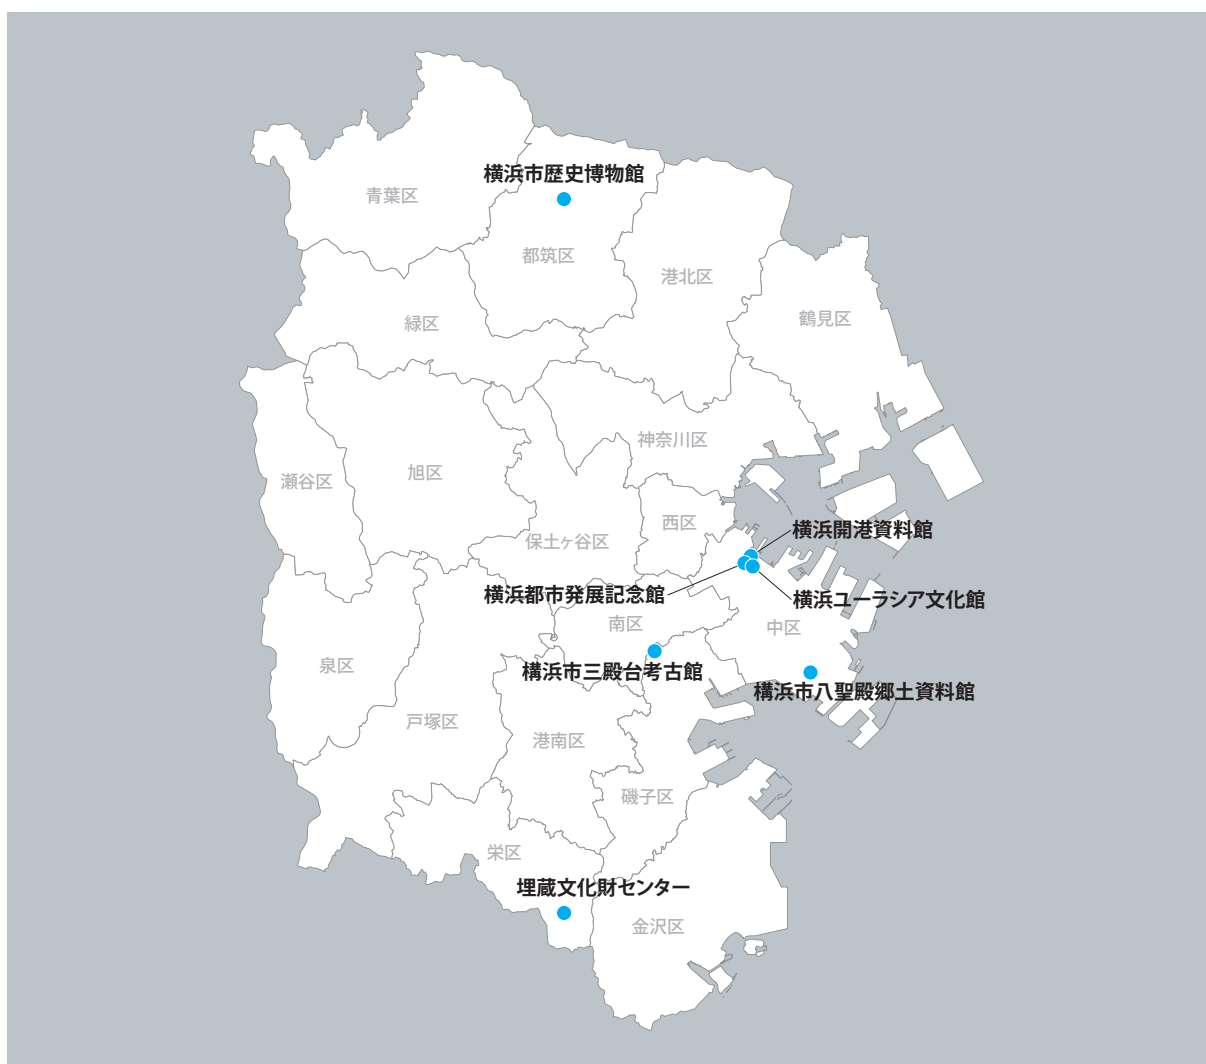 横浜市歴史博物館
青葉区
都筑区
港北区
緑区
鶴見区
神奈川区
旭区
瀬谷区
西区
横浜開港資料館
保土ヶ谷区
横浜都市発展記念館
横浜ユーラシア文化館
南区
中区
泉区
横浜市三殿台考古館
横浜市八聖殿郷土資料館
戸塚区
港南区
磯子区
栄区
埋蔵文化財センター
金沢区